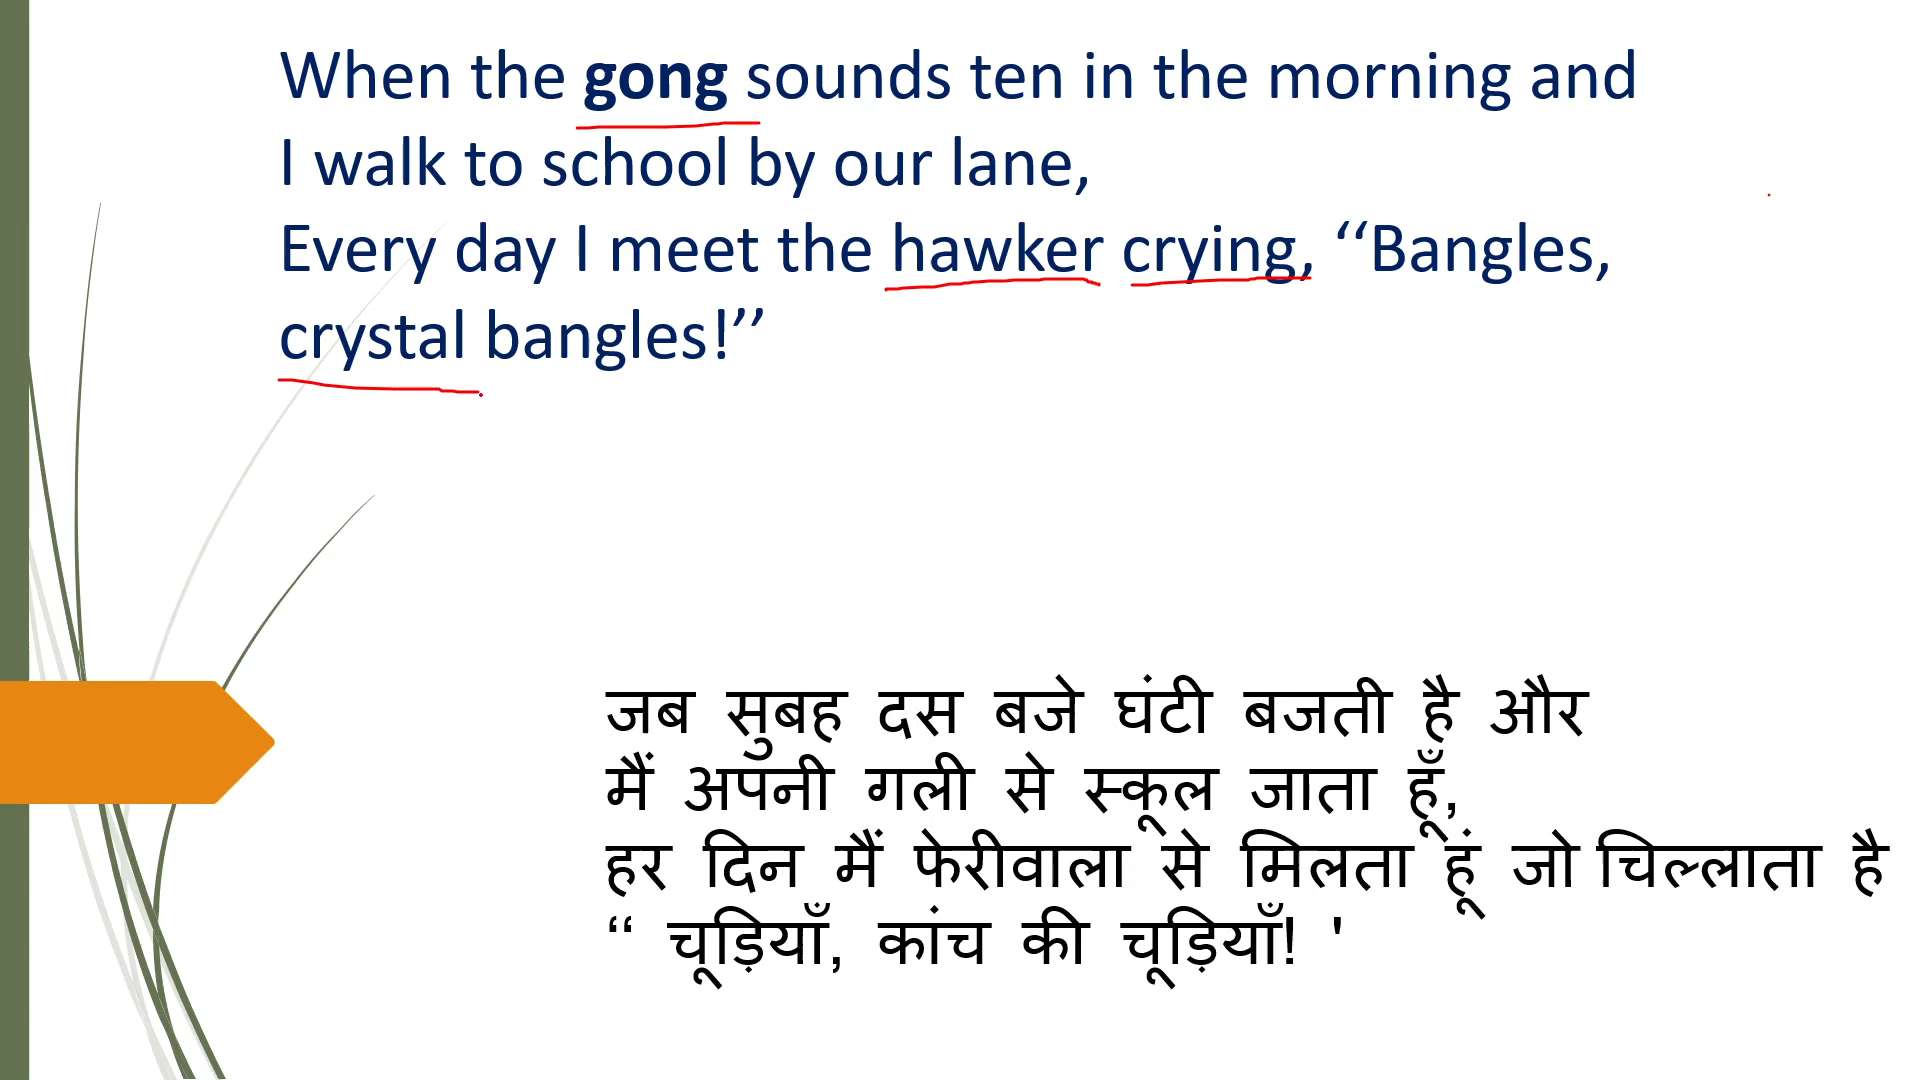 When the gong sounds ten in the morning and
I walk to school by our lane,
Every day I meet the hawker crying, ‘‘Bangles,
crystal bangles!’’
जब सुबह दस बजे घंटी बजती है और
मैं अपनी गली से स्कूल जाता हूँ,
हर दिन मैं फेरीवाला से मिलता हूं जो चिल्लाता है
“ चूड़ियाँ, कांच की चूड़ियाँ! '